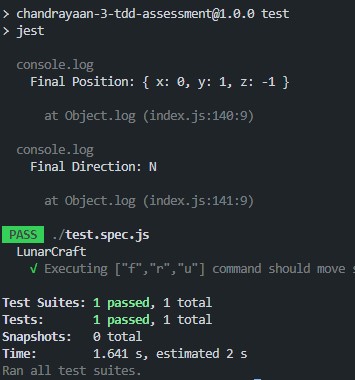 > chandrayaan-3-tdd-assessment@1.0.0 test
> jest
console.log
Final Position: { x: 0, y: 1, z: -1 }
at Object.log (index.js:140:9)
console.log
Final Direction: N
at Object.log (index.js:141:9)
PASS ./test.spec.js
LunarCraft
√ Executing ["f","r","u"] command should move
Test Suites: 1 passed, 1 total
Tests: 1 passed, 1 total
Snapshots: 0 total
Time: 1.641 s, estimated 2 s
Ran all test suites.